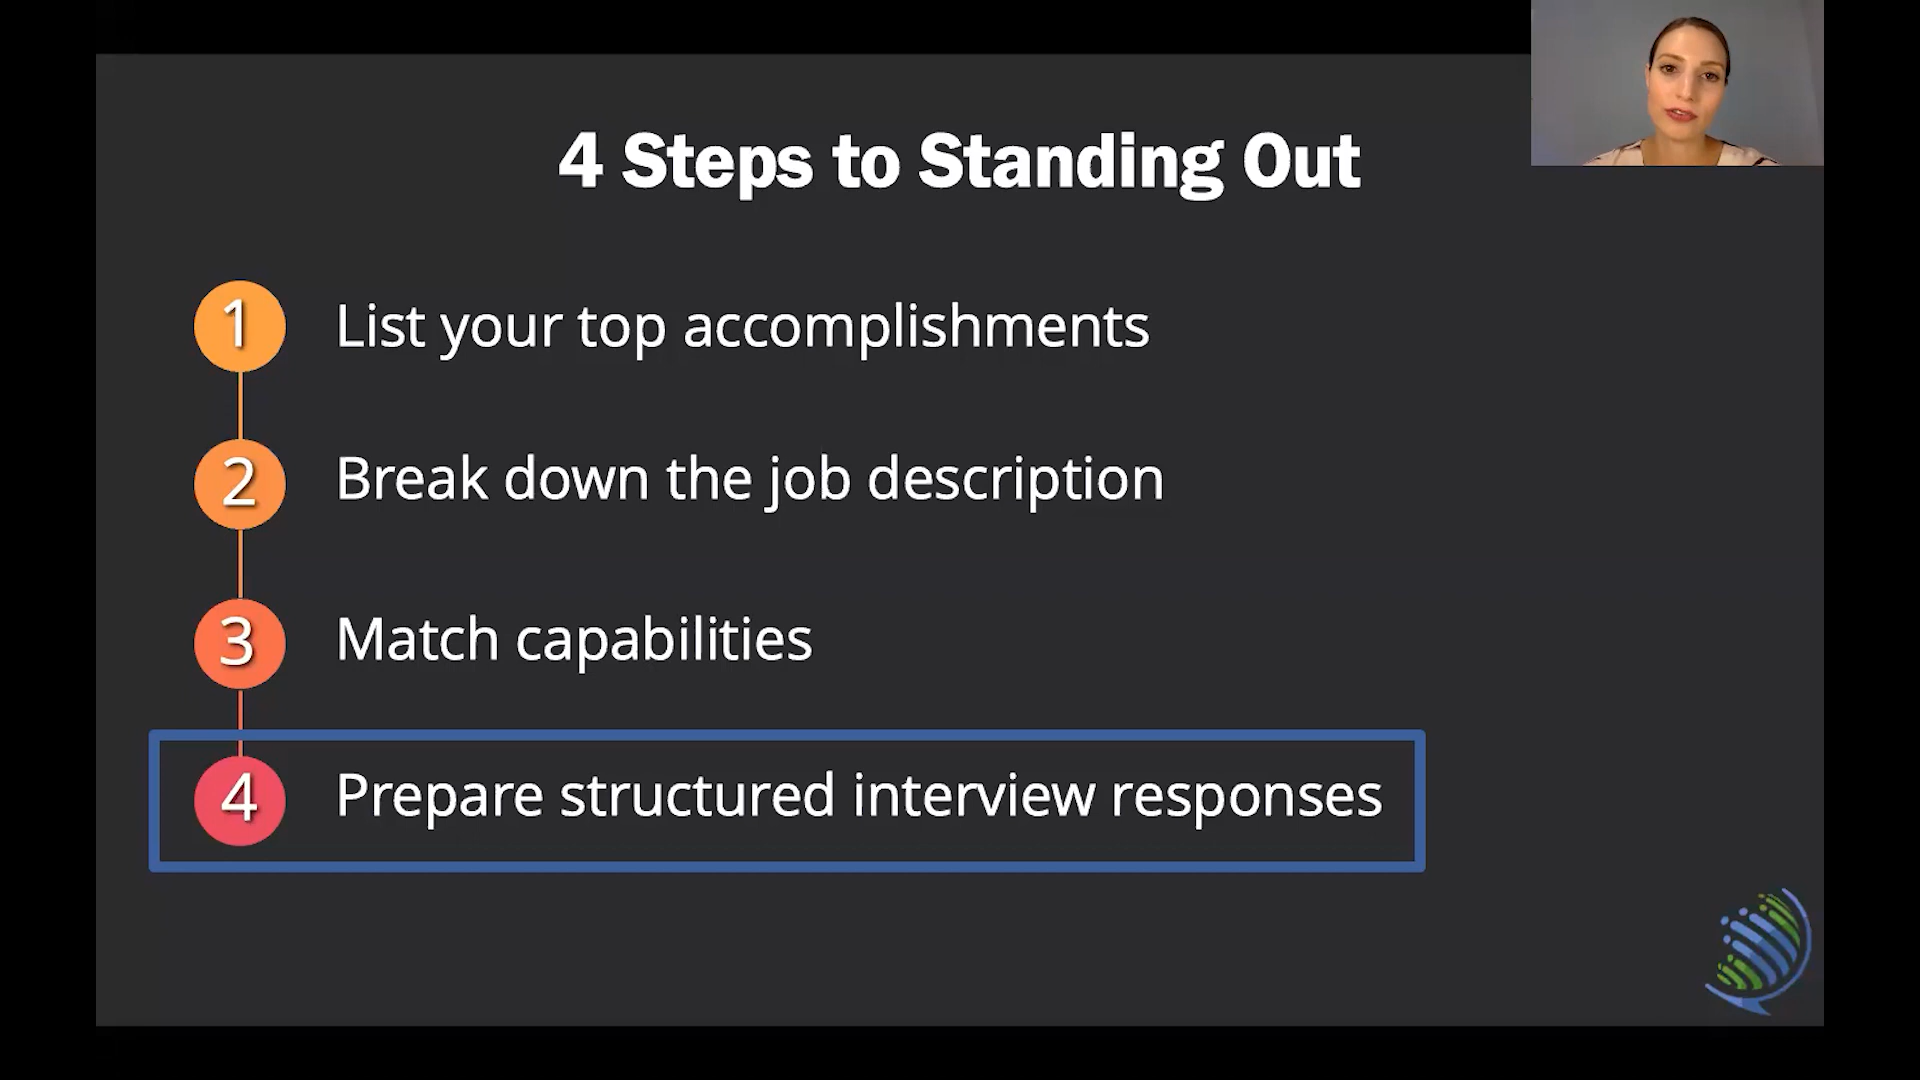 4 Steps to Standing Out
1 List your top accomplishments
2 Break down the job description
3 Match capabilities
4 Prepare structured interview responses